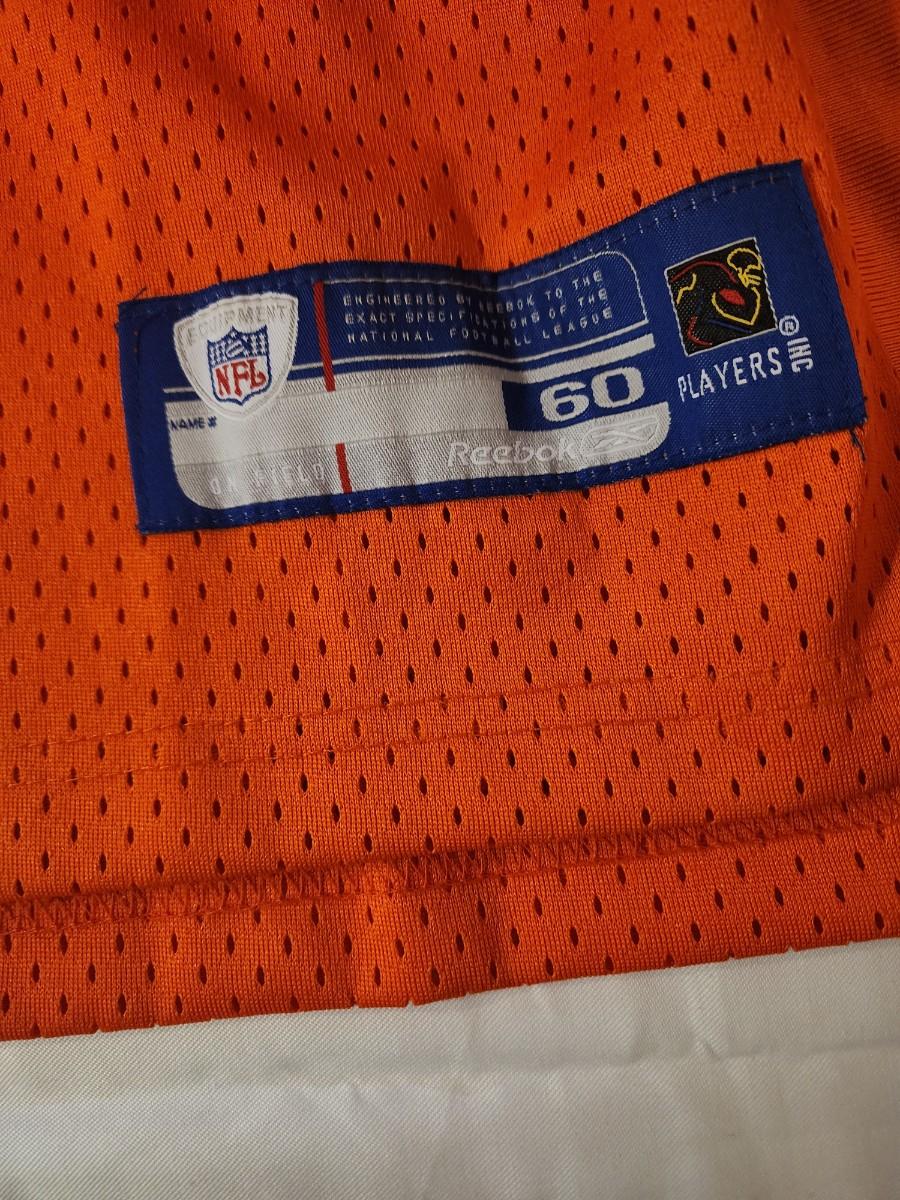 EQUIPMENT
NFL
ENGINEERED BY REEBOK TO THE
EXACT SPECIFICATIONS OF THE
NATIONAL FOOTBALL LEAGUE
NAME #
60
ON FIELD
Reebok
PLAYERS INC ®